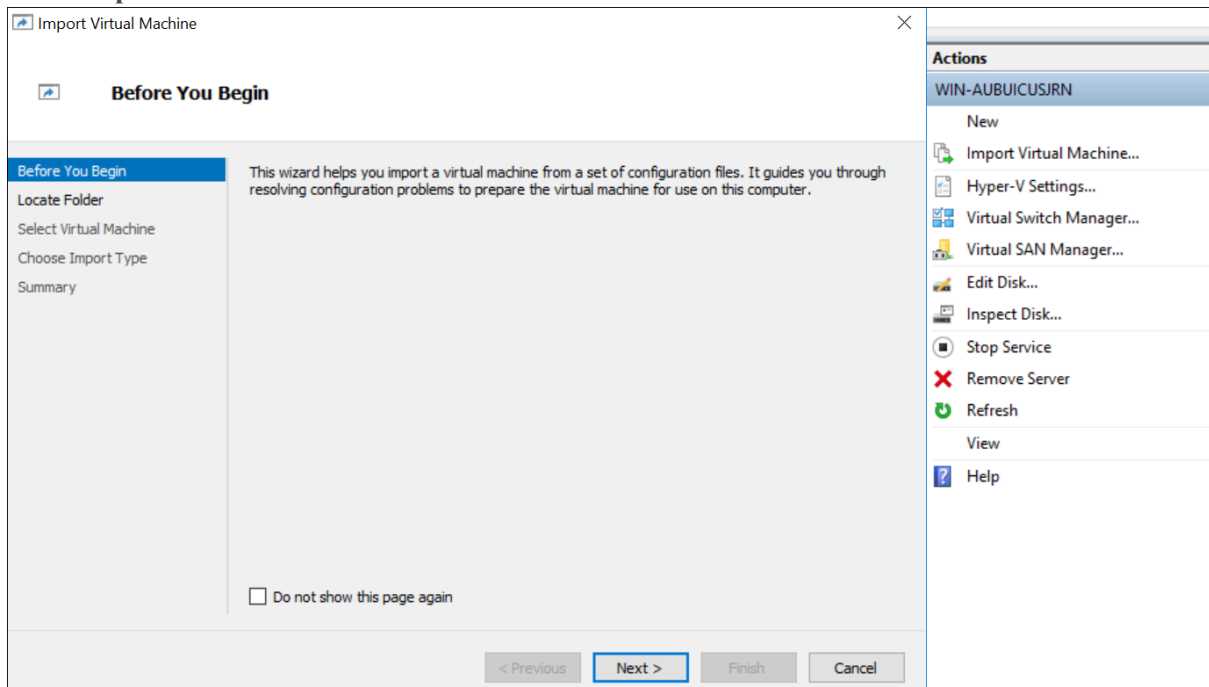 Import Virtual Machine
Before You Begin
Before You Begin
Locate Folder
Select Virtual Machine
Choose Import Type
Summary
This wizard helps you import a virtual machine from a set of configuration files. It guides you through
resolving configuration problems to prepare the virtual machine for use on this computer.
Do not show this page again
< Previous
Next >
Finish
Cancel
Actions
WIN-AUBUICUSJRN
New
Import Virtual Machine...
Hyper-V Settings...
Virtual Switch Manager...
Virtual SAN Manager...
Edit Disk...
Inspect Disk...
Stop Service
Remove Server
Refresh
View
Help